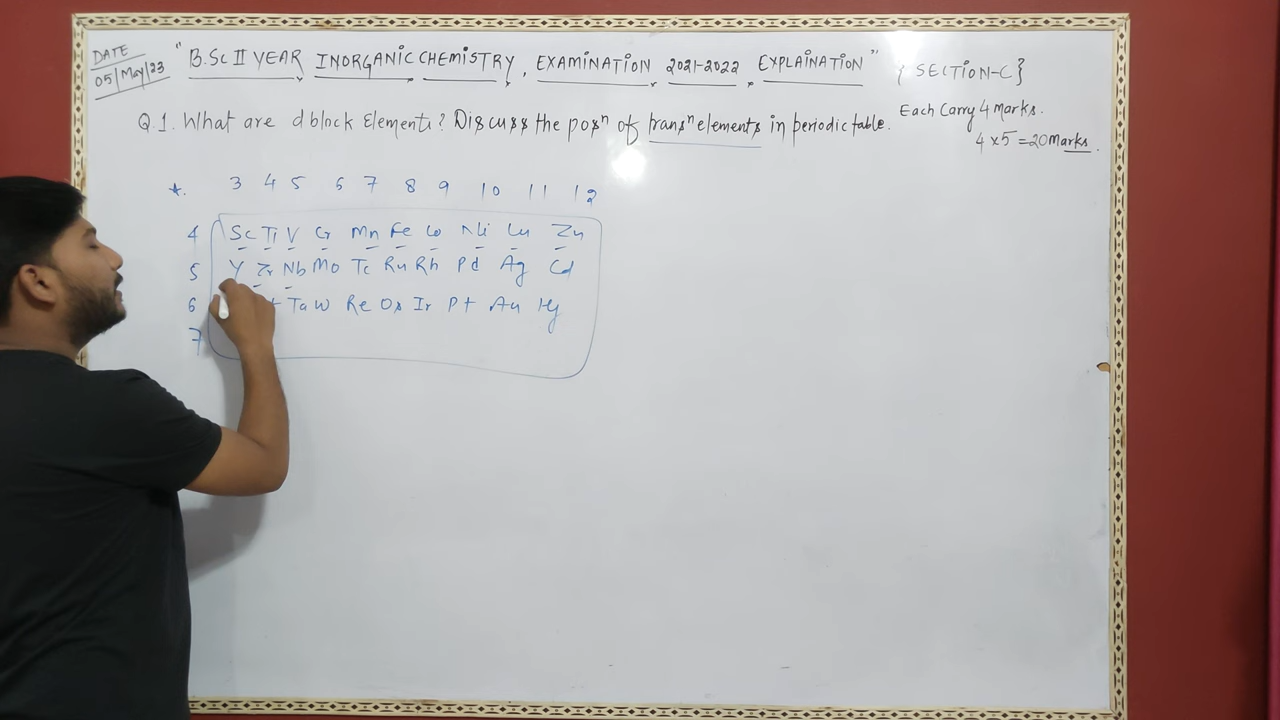 DATE
05/May/23
"B.Sc II YEAR INORGANIC CHEMISTRY, EXAMINATION 2021-2022, EXPLAINATION" { SECTION-C}
Each Carry 4 Marks.
4 x 5 = 20 Marks.
Q.1. What are d block Elements? Discuss the posⁿ of transⁿ elements in periodic table.
*. 3 4 5 6 7 8 9 10 11 12
4 Sc Ti V Cr Mn Fe Co Ni Cu Zn
5 Y Zr Nb Mo Tc Ru Rh Pd Ag Cd
6 Ta W Re Os Ir Pt Au Hg
7